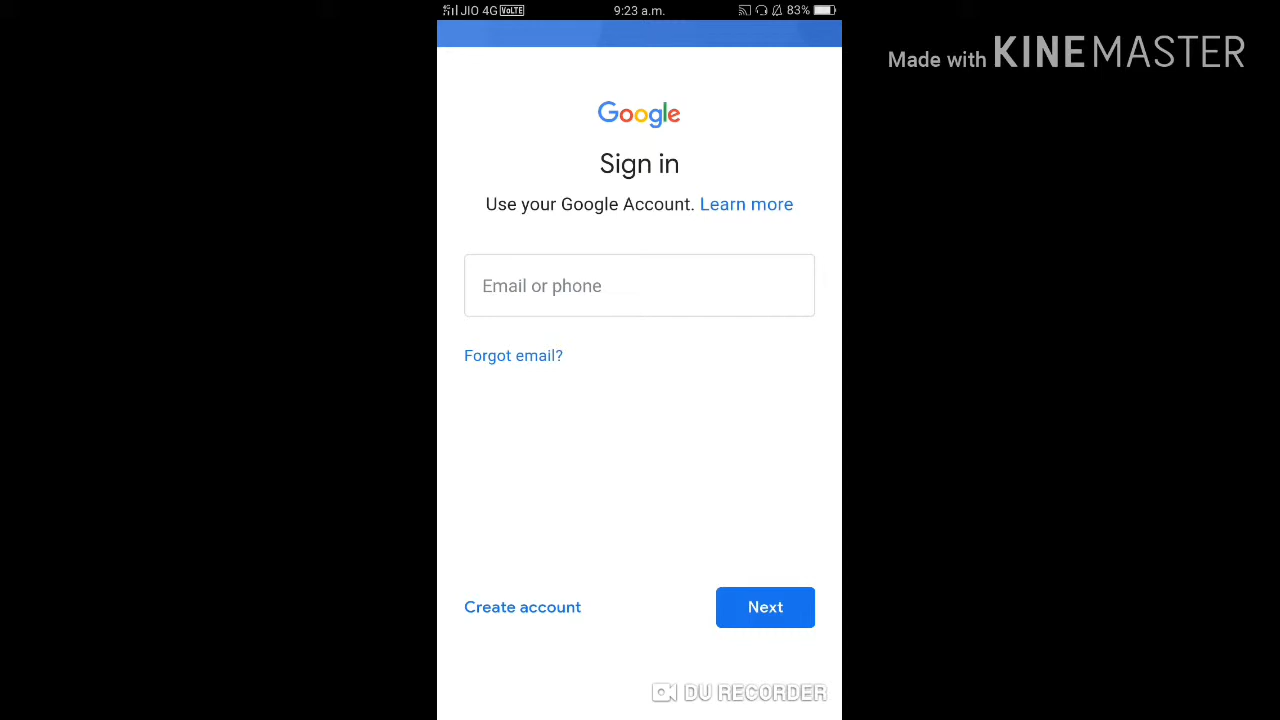 JIO 4G VoLTE 9:23 a.m. 83%
Made with KINEMASTER
Google
Sign in
Use your Google Account. Learn more
Email or phone
Forgot email?
Create account Next
DU RECORDER